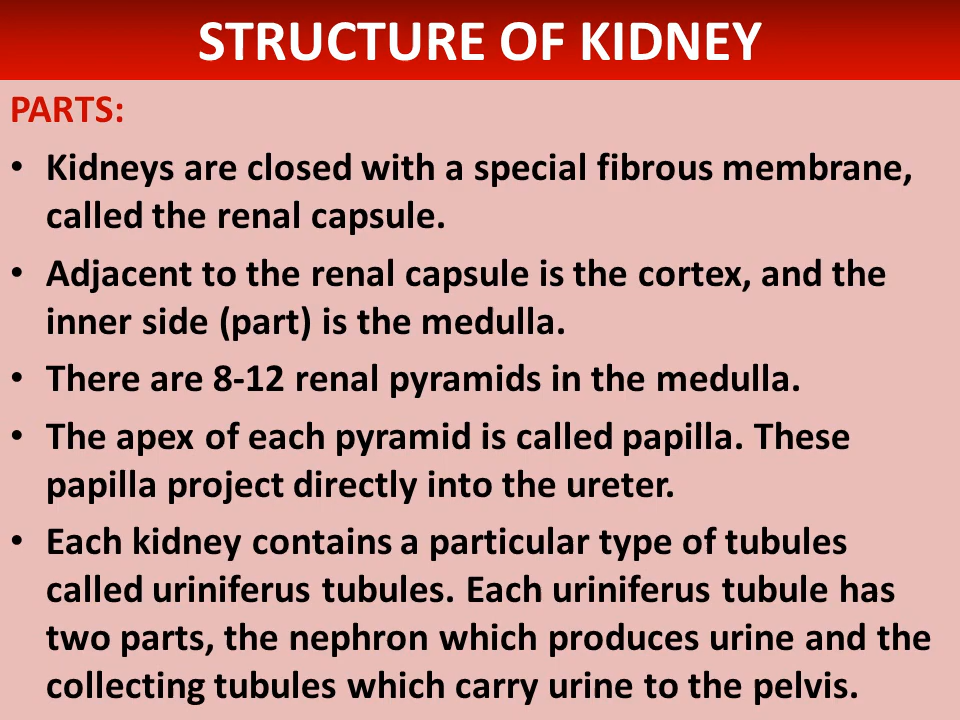 STRUCTURE OF KIDNEY
PARTS:
• Kidneys are closed with a special fibrous membrane,
called the renal capsule.
• Adjacent to the renal capsule is the cortex, and the
inner side (part) is the medulla.
• There are 8-12 renal pyramids in the medulla.
• The apex of each pyramid is called papilla. These
papilla project directly into the ureter.
• Each kidney contains a particular type of tubules
called uriniferus tubules. Each uriniferus tubule has
two parts, the nephron which produces urine and the
collecting tubules which carry urine to the pelvis.